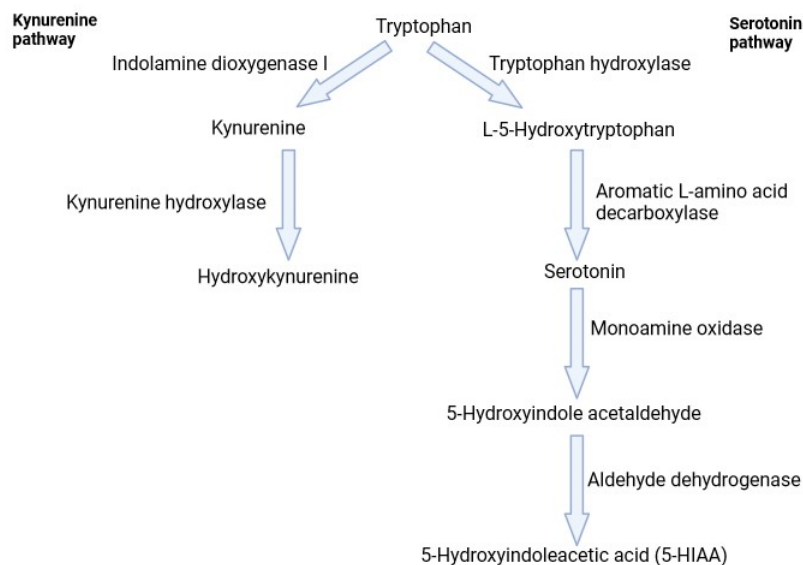 Kynurenine
pathway
Tryptophan
Serotonin
pathway
Indolamine dioxygenase I
Tryptophan hydroxylase
Kynurenine
L-5-Hydroxytryptophan
Kynurenine hydroxylase
Aromatic L-amino acid
decarboxylase
Hydroxykynurenine
Serotonin
Monoamine oxidase
5-Hydroxyindole acetaldehyde
Aldehyde dehydrogenase
5-Hydroxyindoleacetic acid (5-HIAA)